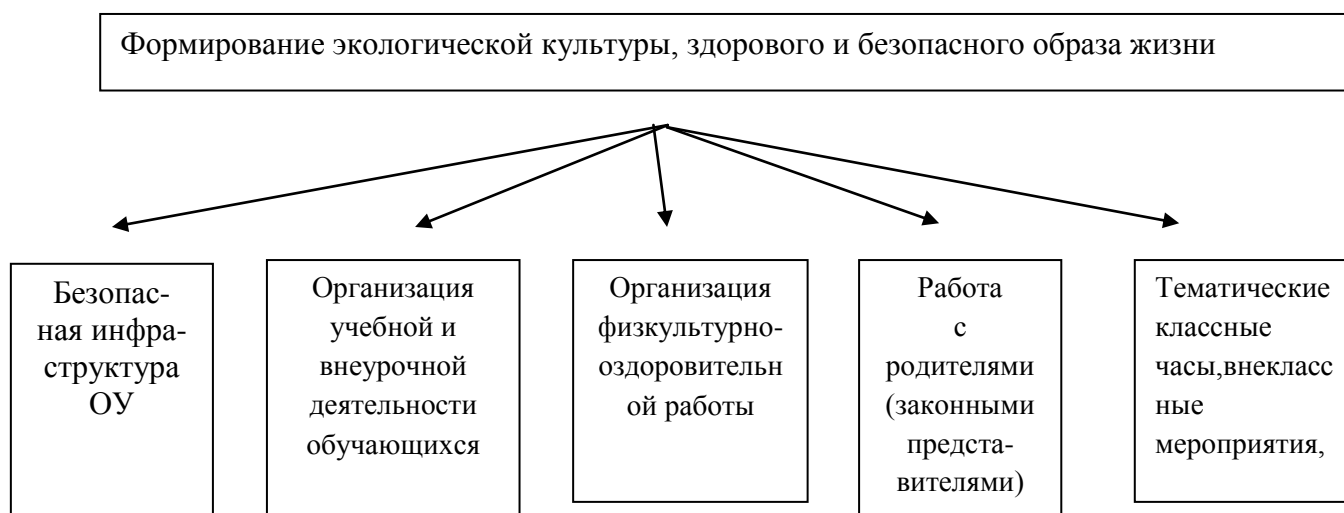 Формирование экологической культуры, здорового и безопасного образа жизни
Безопас-
ная инфра-
структура
ОУ
Организация
учебной и
внеурочной
деятельности
обучающихся
Организация
физкультурно-
оздоровительн
ой работы
Работа
с
родителями
(законными
предста-
вителями)
Тематические
классные
часы,внекласс
ные
мероприятия,